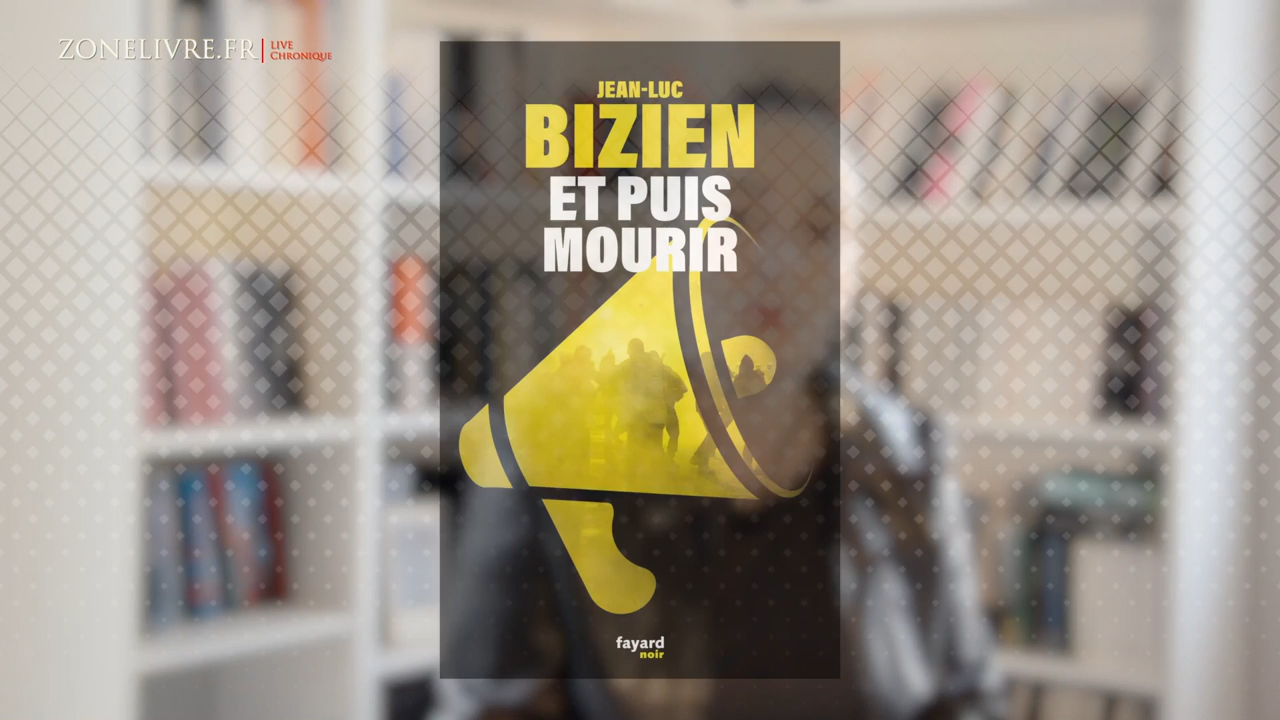 ZONELIVRE.FR
LIVE
CHRONIQUE
JEAN-LUC
BIZIEN
ET PUIS
MOURIR
fayard
noir